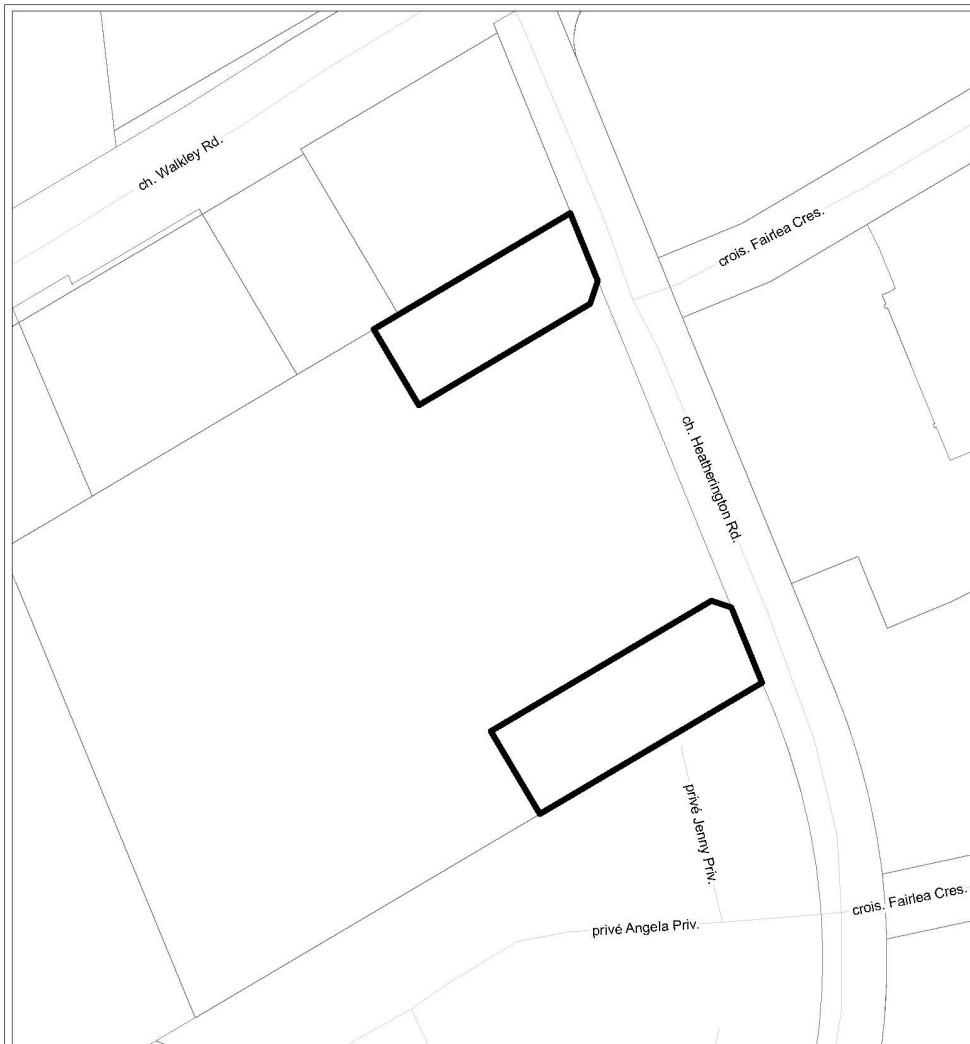 ch. Walkley Rd.
crois. Fairlea Cres.
ch. Heatherington Rd.
privé Jenny Priv.
crois. Fairlea Cres.
privé Angela Priv.